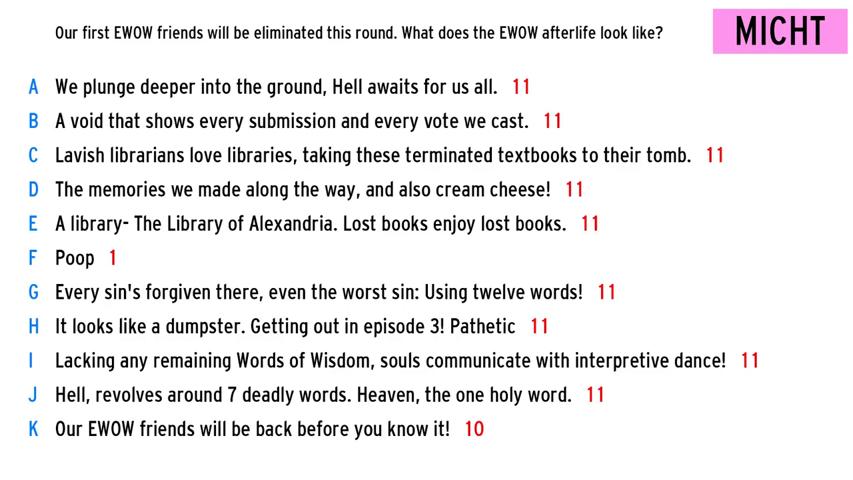 Our first EWOW friends will be eliminated this round. What does the EWOW afterlife look like?
MICHT
A We plunge deeper into the ground, Hell awaits for us all. 11
B A void that shows every submission and every vote we cast. 11
C Lavish librarians love libraries, taking these terminated textbooks to their tomb. 11
D The memories we made along the way, and also cream cheese! 11
E A library- The Library of Alexandria. Lost books enjoy lost books. 11
F Poop 1
G Every sin's forgiven there, even the worst sin: Using twelve words! 11
H It looks like a dumpster. Getting out in episode 3! Pathetic 11
I Lacking any remaining Words of Wisdom, souls communicate with interpretive dance! 11
J Hell, revolves around 7 deadly words. Heaven, the one holy word. 11
K Our EWOW friends will be back before you know it! 10